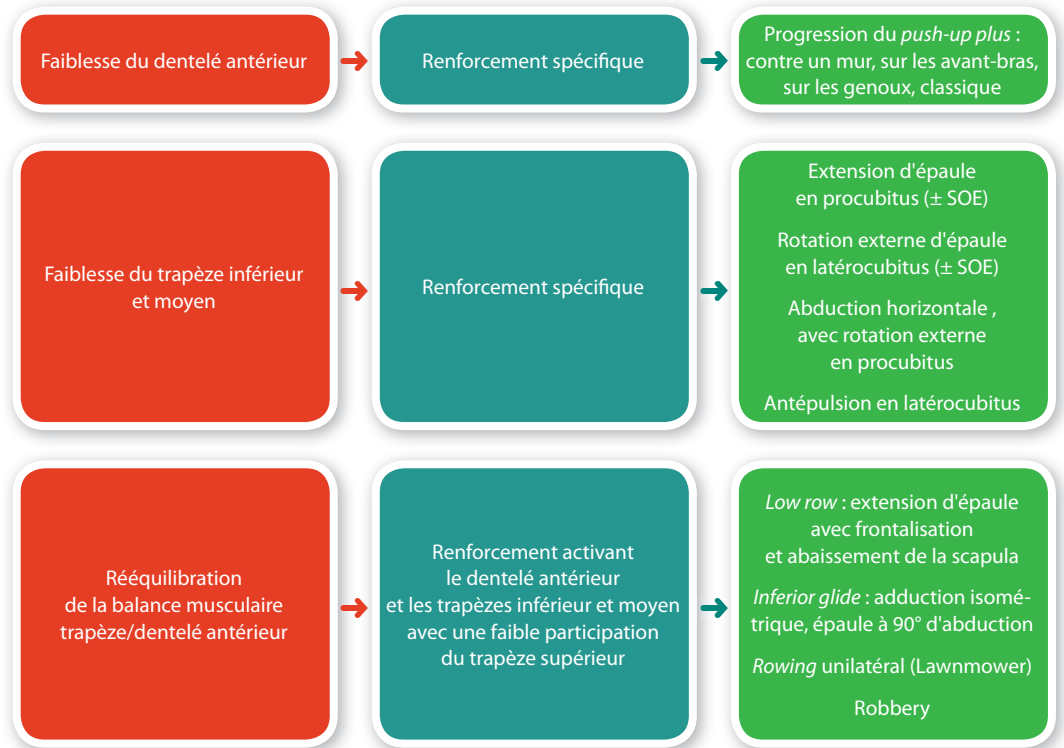 Faiblesse du dentelé antérieur
Renforcement spécifique
Progression du push-up plus :
contre un mur, sur les avant-bras,
sur les genoux, classique
Faiblesse du trapèze inférieur
et moyen
Renforcement spécifique
Extension d'épaule
en procubitus (± SOE)
Rotation externe d'épaule
en latérocubitus (± SOE)
Abduction horizontale ,
avec rotation externe
en procubitus
Antépulsion en latérocubitus
Rééquilibration
de la balance musculaire
trapèze/dentelé antérieur
Renforcement activant
le dentelé antérieur
et les trapèzes inférieur et moyen
avec une faible participation
du trapèze supérieur
Low row : extension d'épaule
avec frontalisation
et abaissement de la scapula
Inferior glide : adduction isomé-
trique, épaule à 90° d'abduction
Rowing unilatéral (Lawnmower)
Robbery